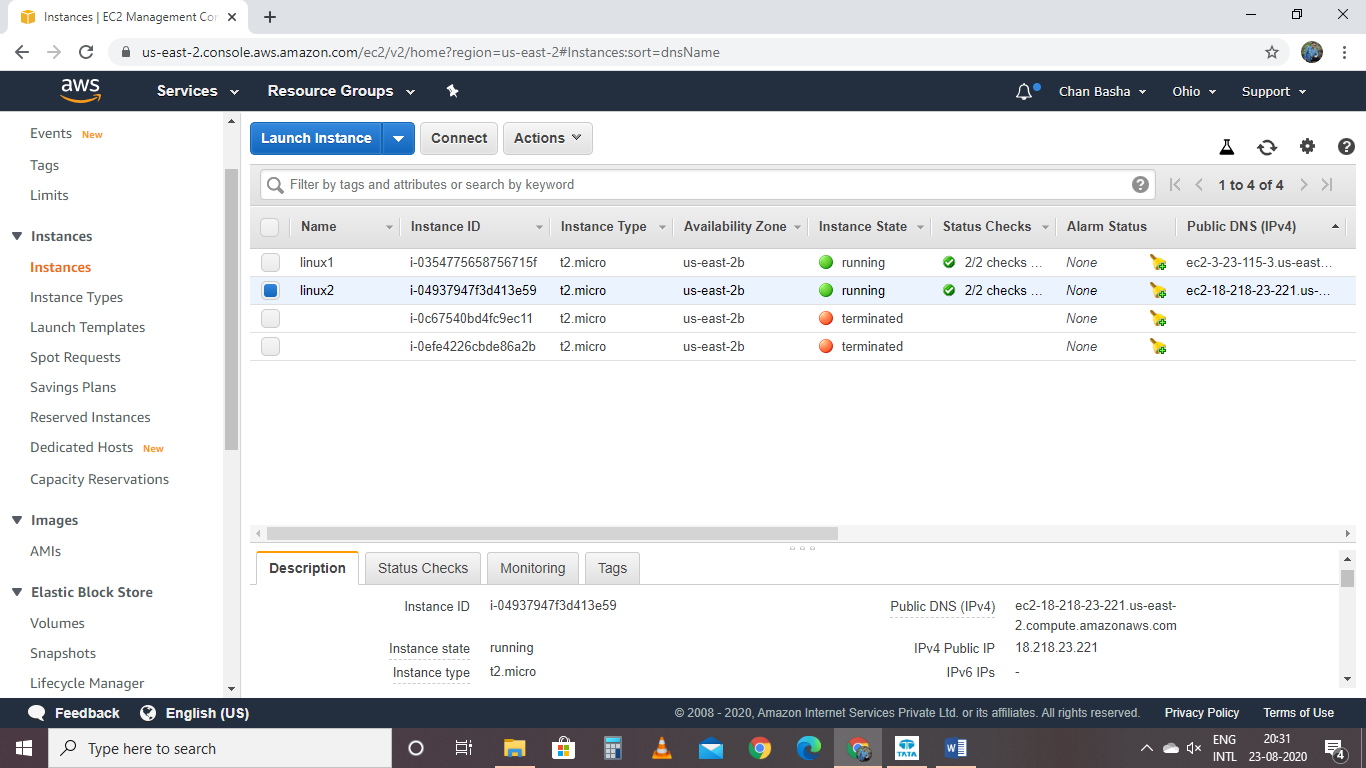 Instances | EC2 Management Con
us-east-2.console.aws.amazon.com/ec2/v2/home?region=us-east-2#Instances:sort=dnsName
aws Services Resource Groups Chan Basha Ohio Support
Events New
Tags
Limits
Instances
Instances
Instance Types
Launch Templates
Spot Requests
Savings Plans
Reserved Instances
Dedicated Hosts New
Capacity Reservations
Images
AMIs
Elastic Block Store
Volumes
Snapshots
Lifecycle Manager
Launch Instance Connect Actions
Filter by tags and attributes or search by keyword 1 to 4 of 4
Name Instance ID Instance Type Availability Zone Instance State Status Checks Alarm Status Public DNS (IPv4)
linux1 i-0354775658756715f t2.micro us-east-2b running 2/2 checks ... None ec2-3-23-115-3.us-east...
linux2 i-04937947f3d413e59 t2.micro us-east-2b running 2/2 checks ... None ec2-18-218-23-221.us-...
i-0c67540bd4fc9ec11 t2.micro us-east-2b terminated None
i-0efe4226cbde86a2b t2.micro us-east-2b terminated None
Description Status Checks Monitoring Tags
Instance ID i-04937947f3d413e59 Public DNS (IPv4) ec2-18-218-23-221.us-east-
2.compute.amazonaws.com
Instance state running IPv4 Public IP 18.218.23.221
Instance type t2.micro IPv6 IPs -
Feedback English (US) © 2008 - 2020, Amazon Internet Services Private Ltd. or its affiliates. All rights reserved. Privacy Policy Terms of Use
Type here to search
TATA
W
ENG
INTL
20:31
23-08-2020
4